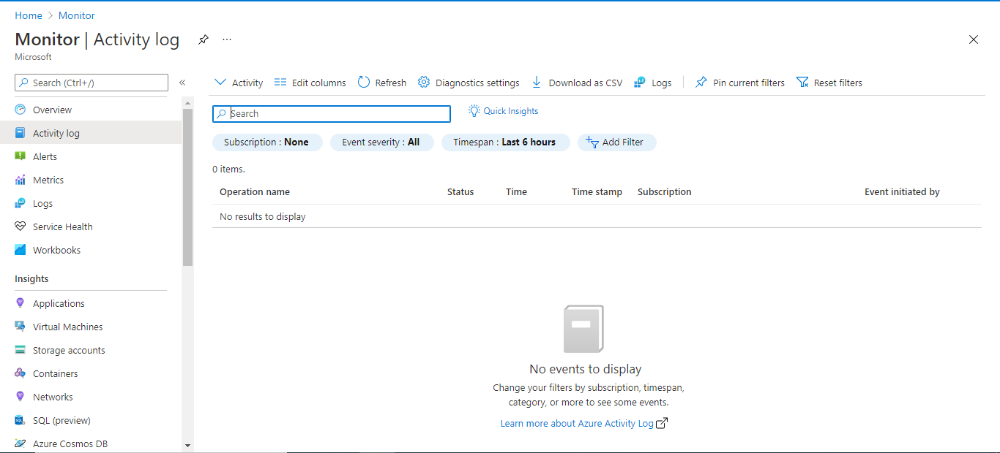 Home > Monitor
Monitor | Activity log ...
Microsoft
Search (Ctrl+/) «
Overview
Activity log
Alerts
Metrics
Logs
Service Health
Workbooks
Insights
Applications
Virtual Machines
Storage accounts
Containers
Networks
SQL (preview)
Azure Cosmos DB
Activity Edit columns Refresh Diagnostics settings Download as CSV Logs Pin current filters Reset filters
Search Quick Insights
Subscription : None Event severity : All Timespan : Last 6 hours Add Filter
0 items.
Operation name Status Time Time stamp Subscription Event initiated by
No results to display
No events to display
Change your filters by subscription, timespan,
category, or more to see some events.
Learn more about Azure Activity Log